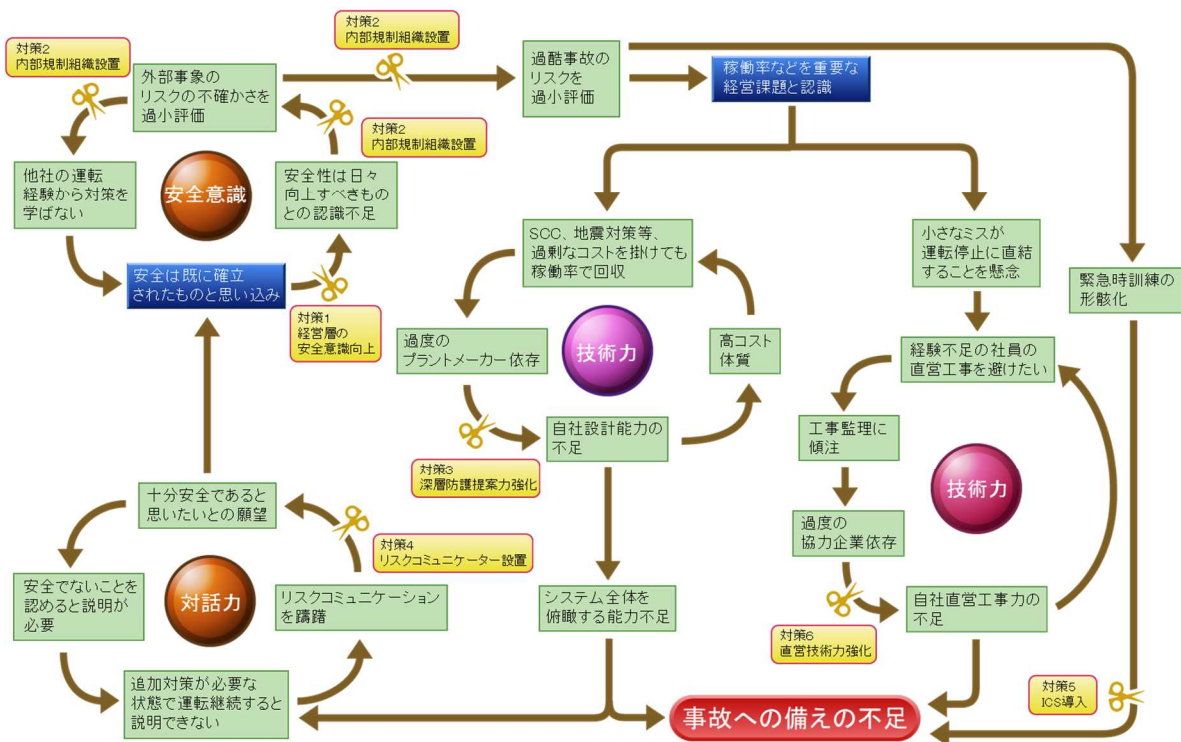 対策2
内部規制組織設置
対策2
内部規制組織設置
外部事象の
リスクの不確かさを
過小評価
過酷事故の
リスクを
過小評価
稼働率などを重要な
経営課題と認識
対策2
内部規制組織設置
他社の運転
経験から対策を
学ばない
安全意識
安全性は日々
向上すべきもの
との認識不足
安全は既に確立
されたものと思い込み
対策1
経営層の
安全意識向上
SCC、地震対策等、
過剰なコストを掛けても
稼働率で回収
小さなミスが
運転停止に直結
することを懸念
緊急時訓練の
形骸化
過度の
プラントメーカー依存
技術力
高コスト
体質
経験不足の社員の
直営工事を避けたい
自社設計能力の
不足
対策3
深層防護提案力強化
工事監理に
傾注
技術力
過度の
協力企業依存
十分安全であると
思いたいとの願望
対策4
リスクコミュニケーター設置
安全でないことを
認めると説明が
必要
対話力
リスクコミュニケーション
を躊躇
システム全体を
俯瞰する能力不足
自社直営工事力の
不足
対策6
直営技術力強化
追加対策が必要な
状態で運転継続すると
説明できない
事故への備えの不足
対策5
ICS導入